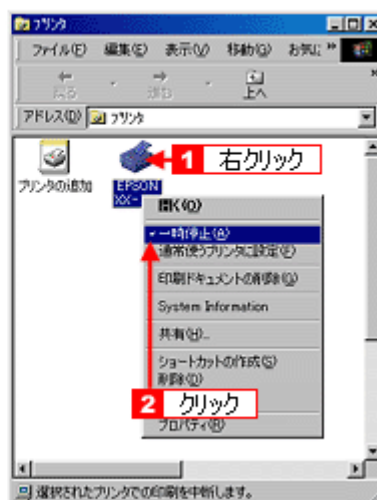 プリンタ
ファイル(F) 編集(E) 表示(V) 移動(G) お気に »
戻る 進む 上へ »
アドレス(D) プリンタ
1 右クリック
プリンタの追加 EPSON
XX-
開く(O)
一時停止(A)
通常使うプリンタに設定(E)
印刷ドキュメントの削除(G)
System Information
共有(H)...
ショートカットの作成(S)
削除(D)
2 クリック
プロパティ(R)
選択されたプリンタでの印刷を中断します。